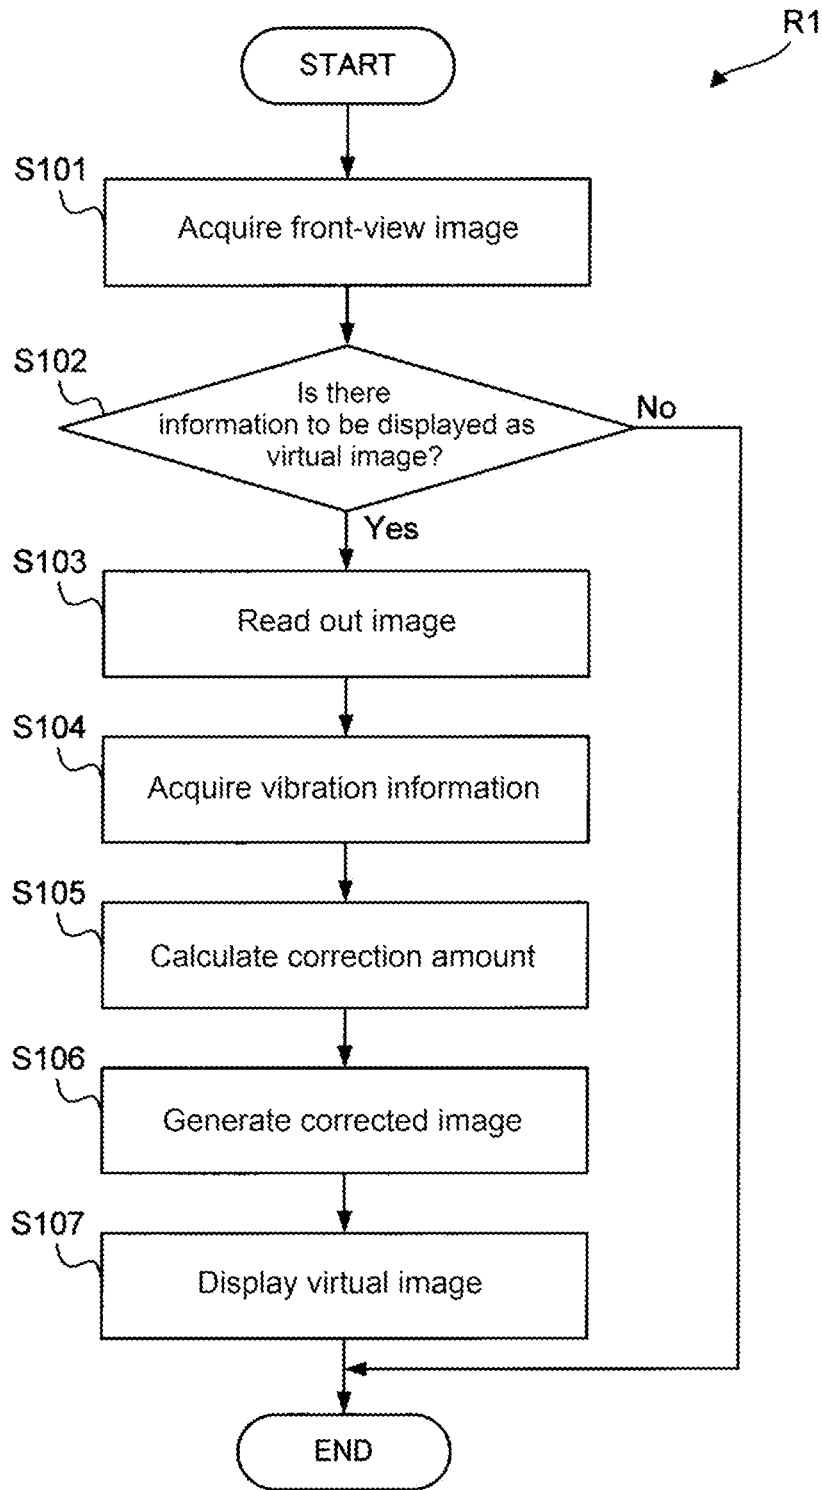 R1
START
S101
Acquire front-view image
S102
Is there
information to be displayed as
virtual image?
No
Yes
S103
Read out image
S104
Acquire vibration information
S105
Calculate correction amount
S106
Generate corrected image
S107
Display virtual image
END